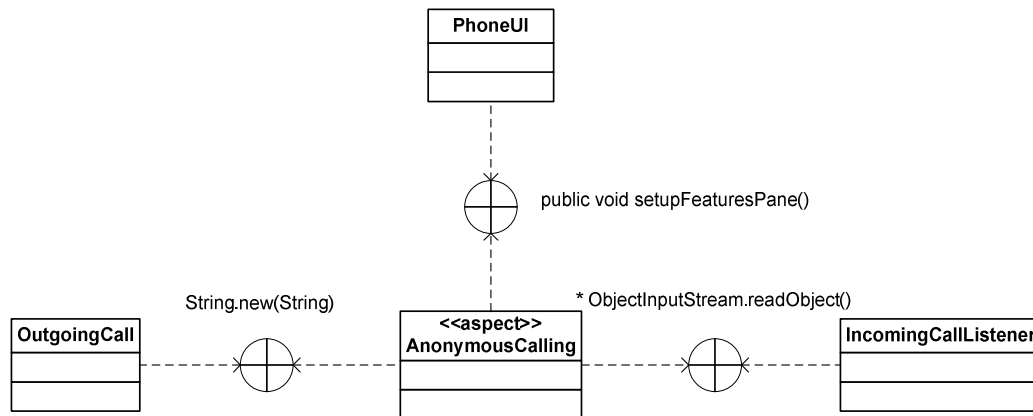 PhoneUI
public void setupFeaturesPane()
String.new(String)
* ObjectInputStream.readObject()
OutgoingCall
<<aspect>>
AnonymousCalling
IncomingCallListener